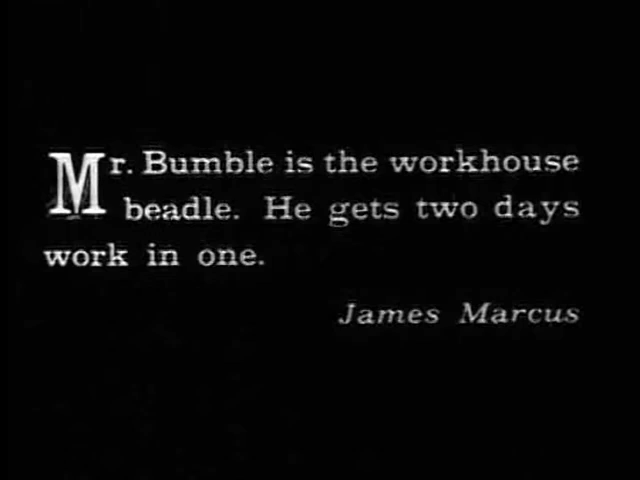 Mr. Bumble is the workhouse
beadle. He gets two days
work in one.
James Marcus